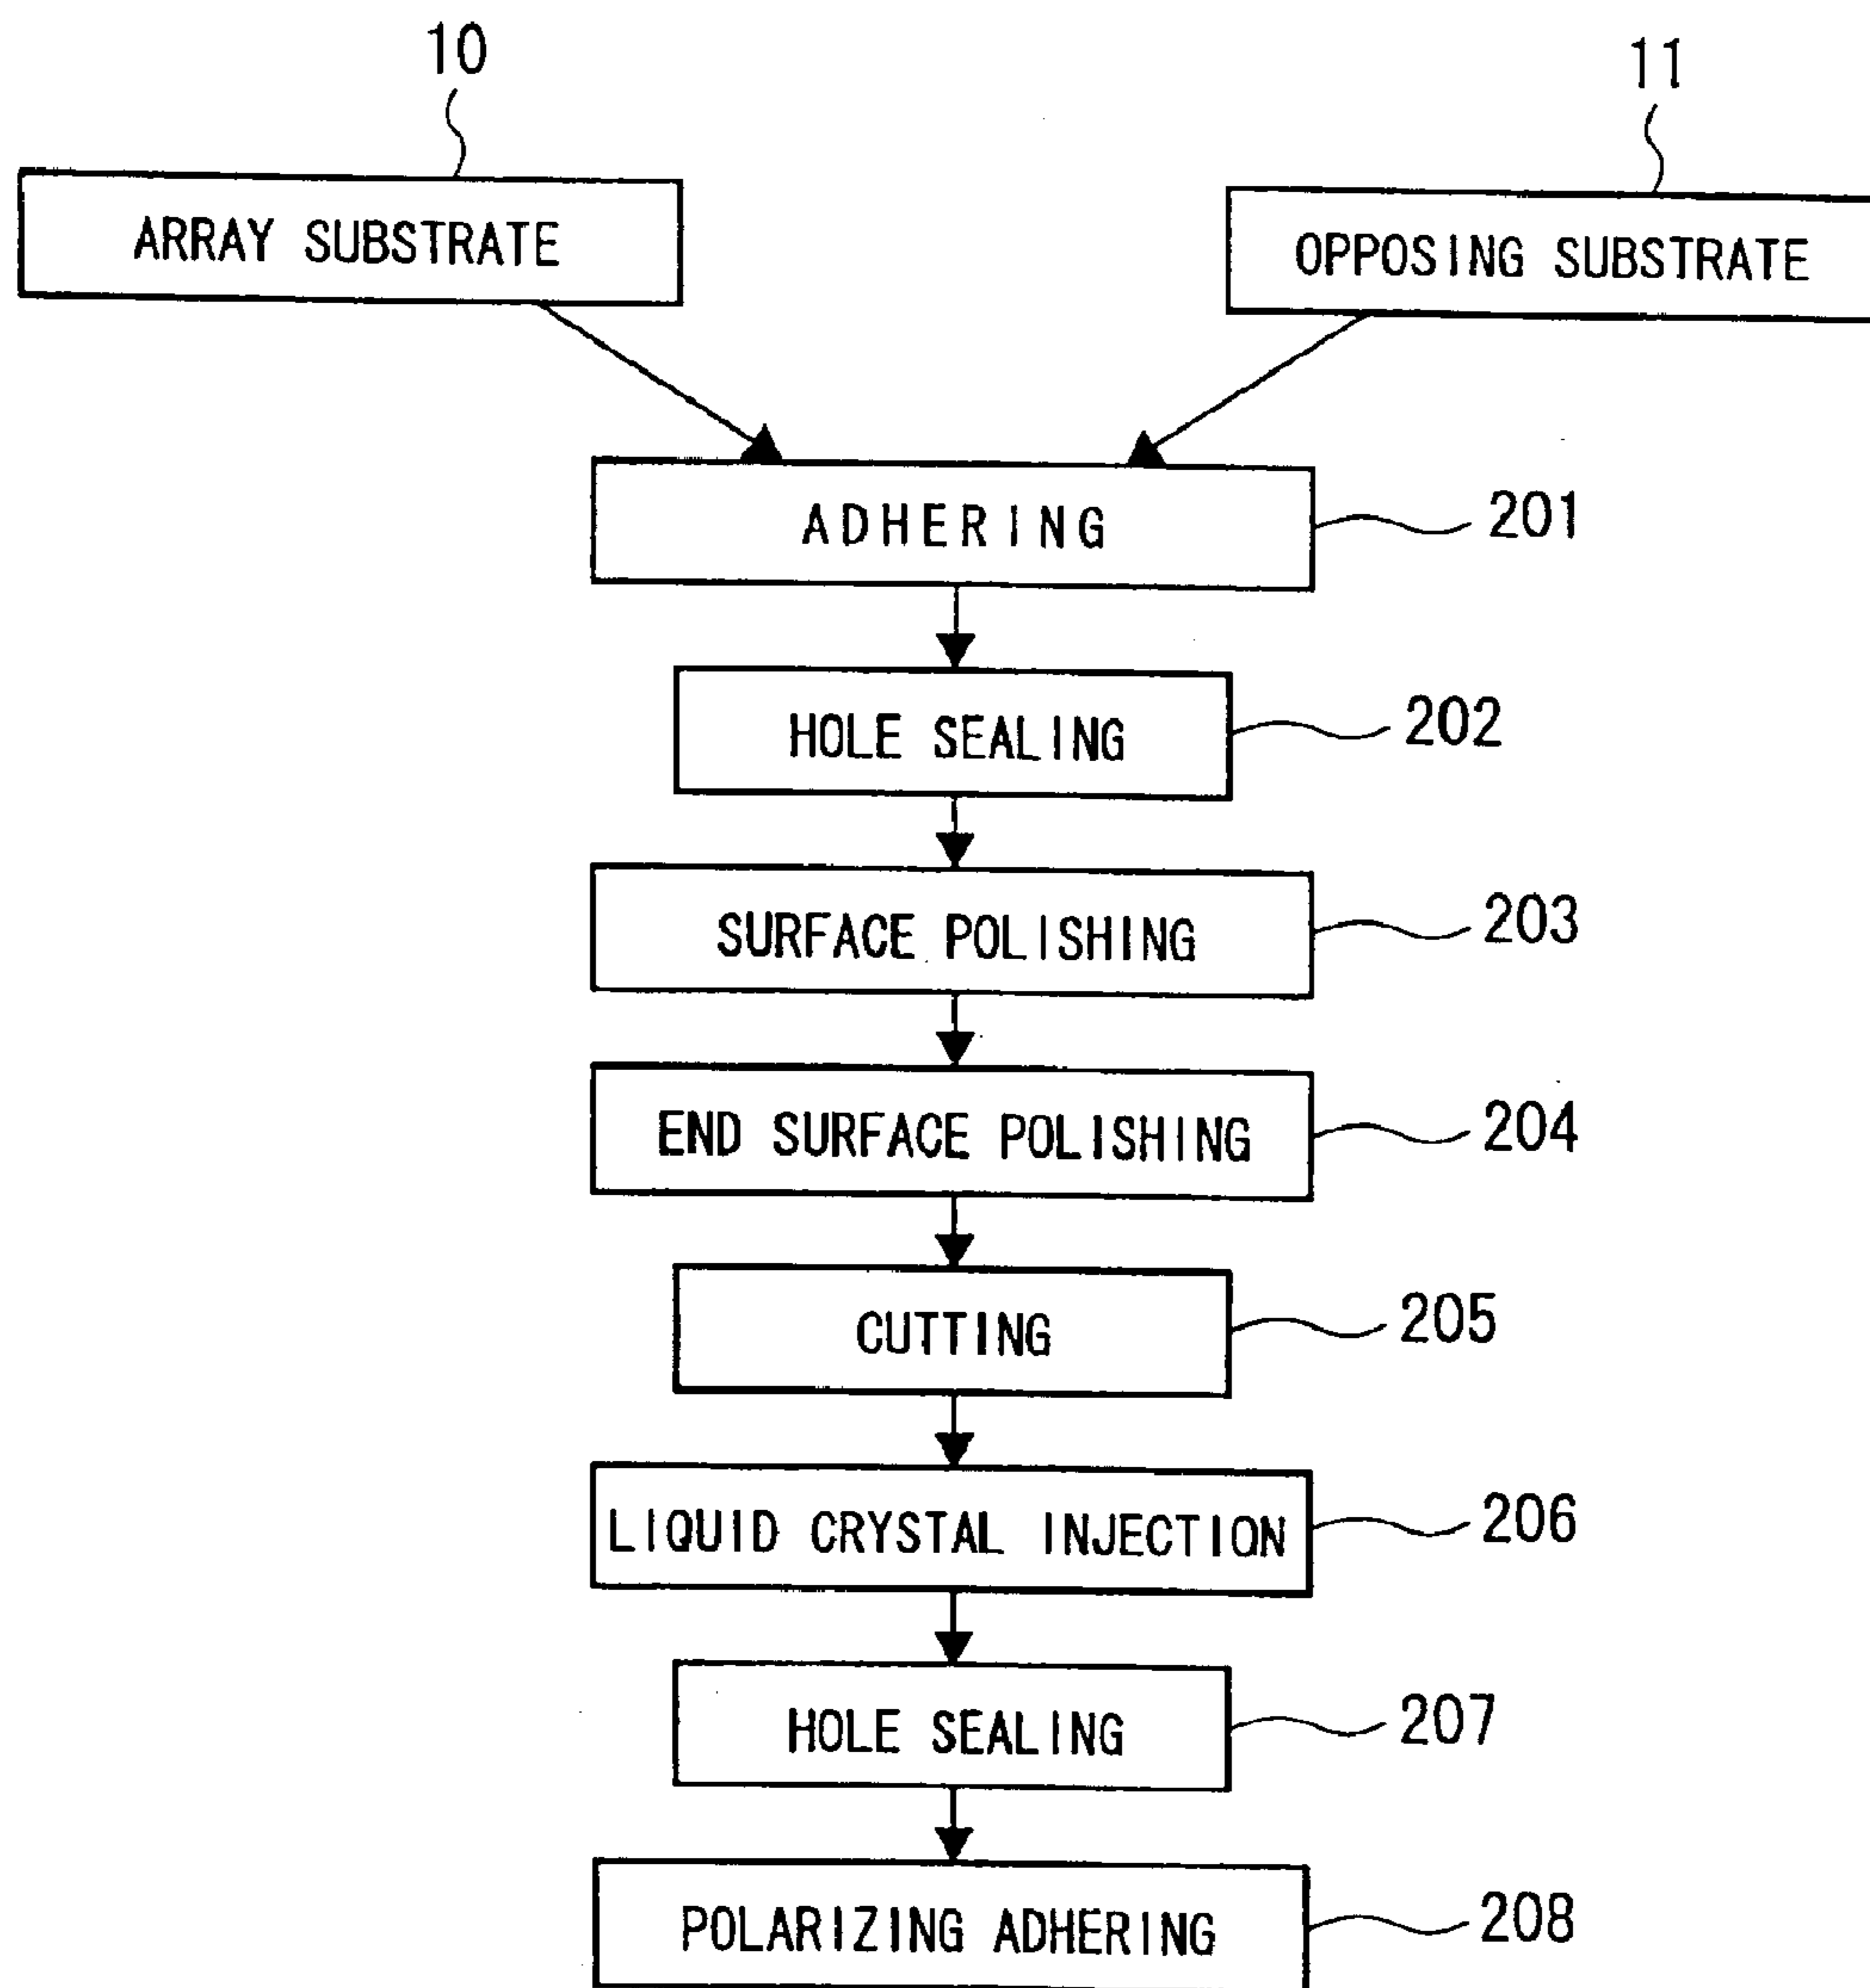 10
11
ARRAY SUBSTRATE
OPPOSING SUBSTRATE
ADHERING
201
HOLE SEALING
202
SURFACE POLISHING
203
END SURFACE POLISHING
204
CUTTING
205
LIQUID CRYSTAL INJECTION
206
HOLE SEALING
207
POLARIZING ADHERING
208